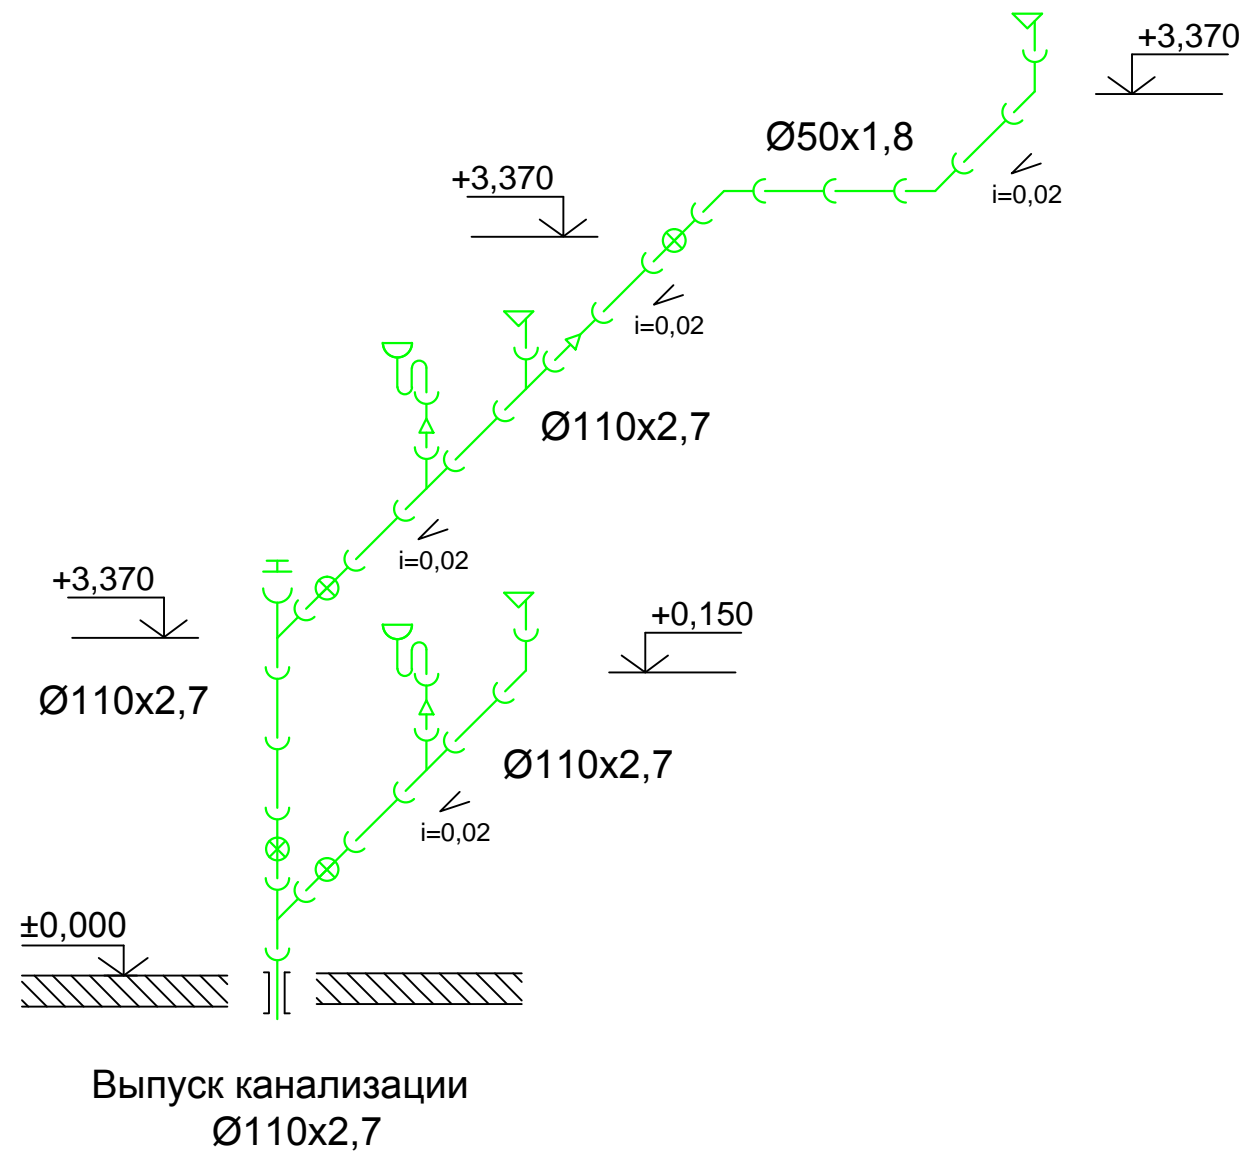 +3,370
Ø50x1,8
+3,370
i=0,02
i=0,02
Ø110x2,7
i=0,02
+3,370
+0,150
Ø110x2,7
Ø110x2,7
i=0,02
±0,000
Выпуск канализации
Ø110x2,7